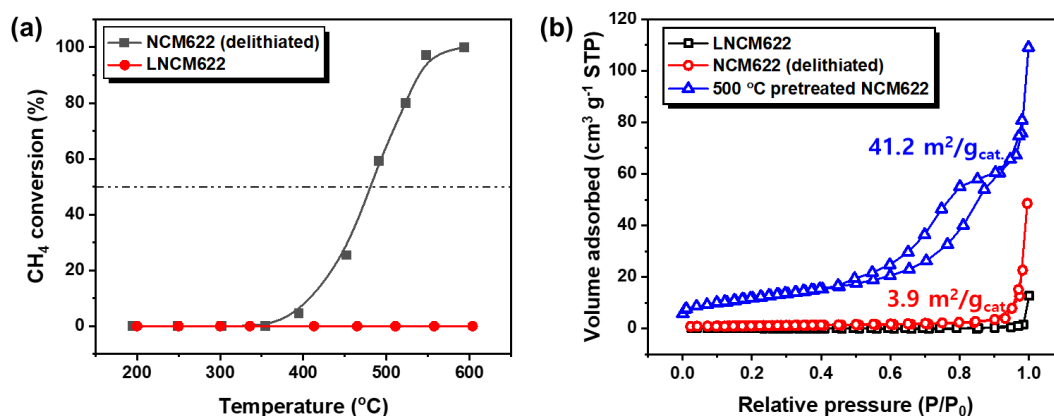 (a)
NCM622 (delithiated)
LNCM622
CH4 conversion (%)
100
80
60
40
20
0
200
300
400
500
600
Temperature (°C)
(b)
LNCM622
NCM622 (delithiated)
500 °C pretreated NCM622
Volume adsorbed (cm³ g⁻¹ STP)
120
100
80
60
40
20
0
41.2 m²/gcat.
3.9 m²/gcat.
0.0
0.2
0.4
0.6
0.8
1.0
Relative pressure (P/P0)